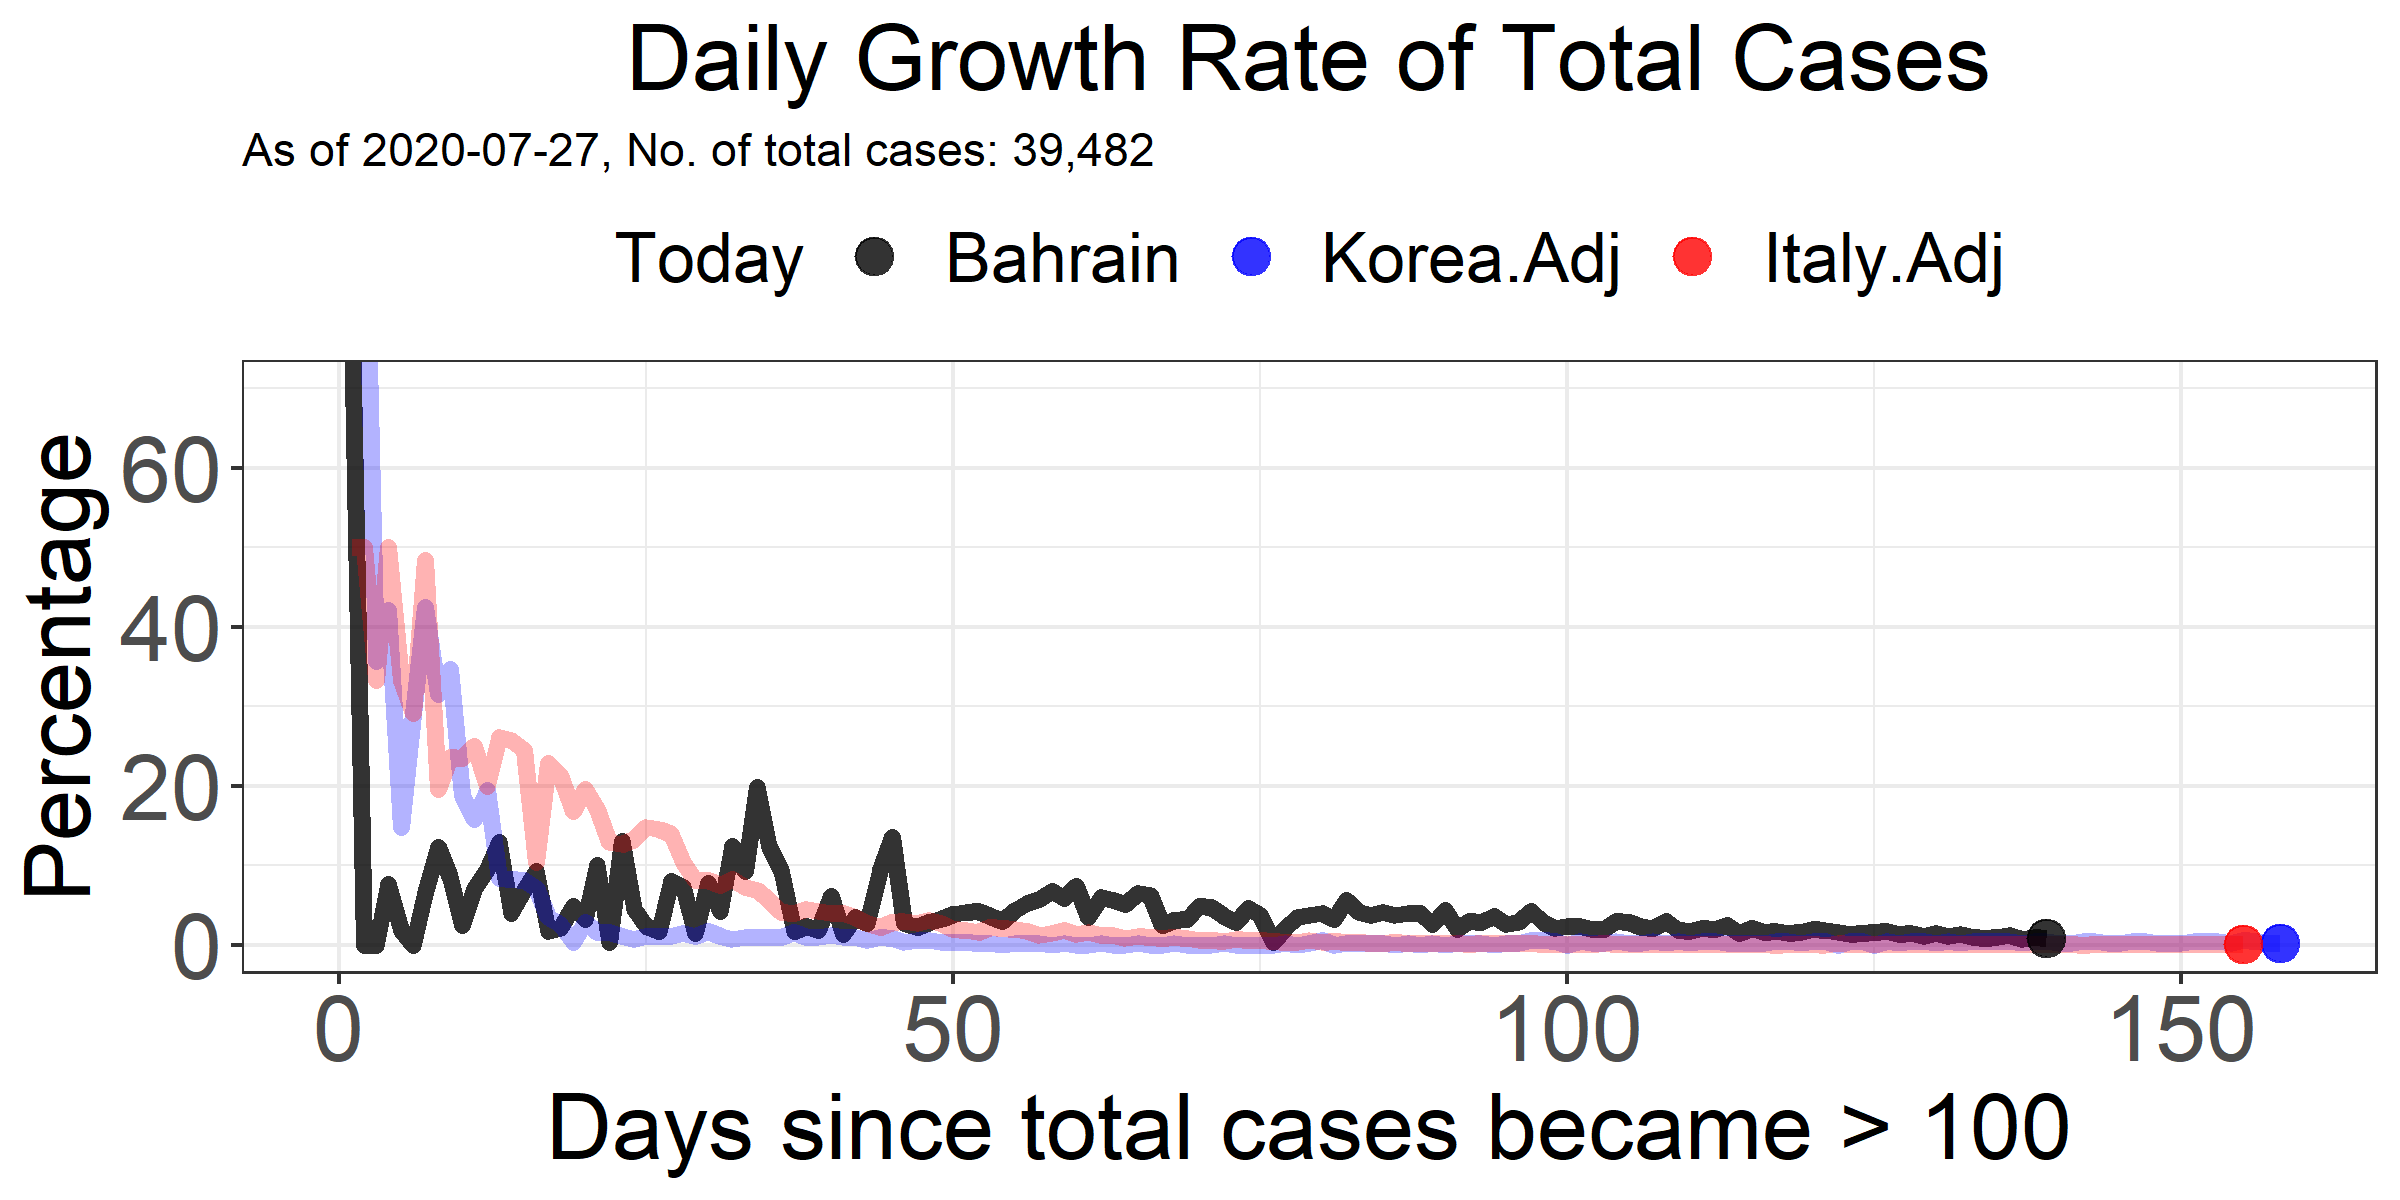 Daily Growth Rate of Total Cases
As of 2020-07-27, No. of total cases: 39,482
Today Bahrain Korea.Adj Italy.Adj
Percentage
60
40
20
0
0 50 100 150
Days since total cases became > 100